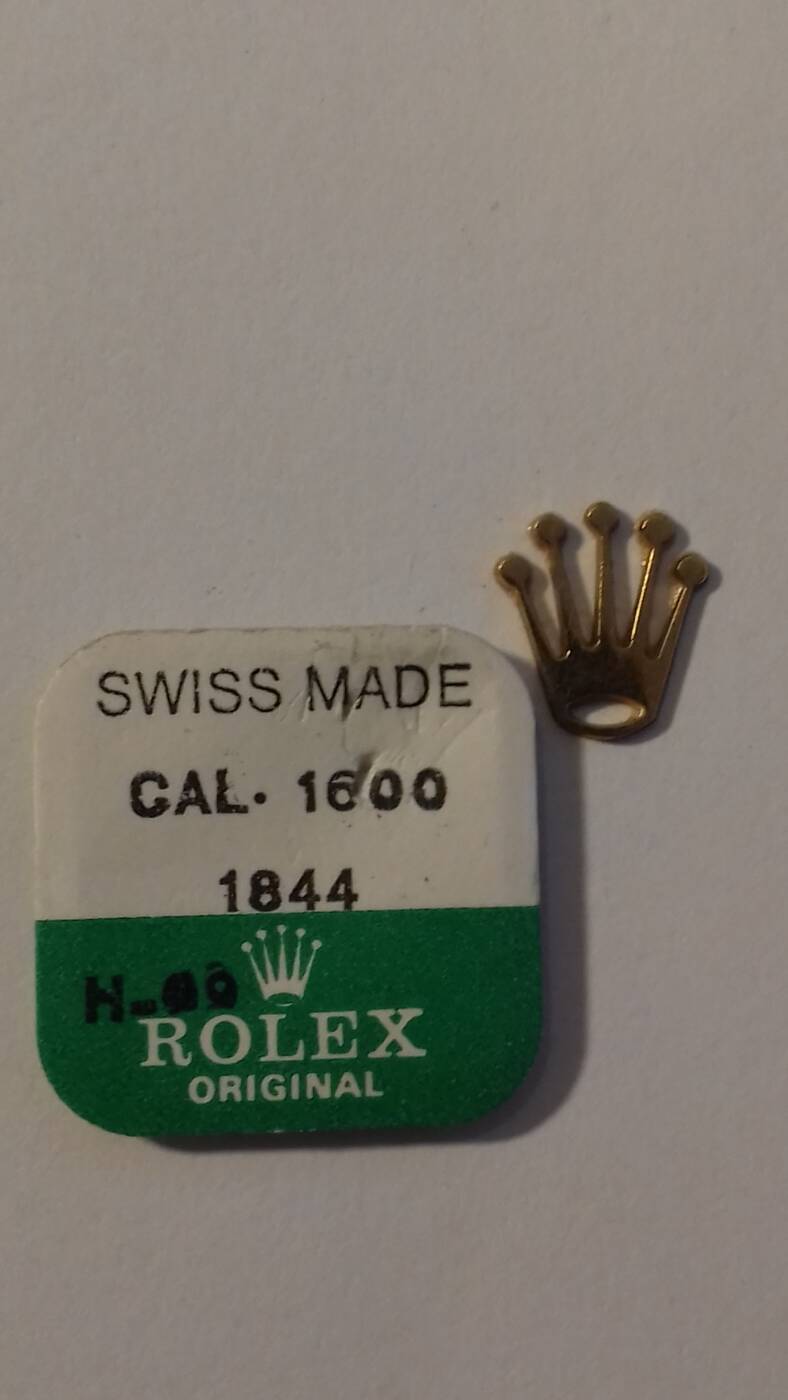 SWISS MADE
CAL. 1600
1844
ROLEX
ORIGINAL